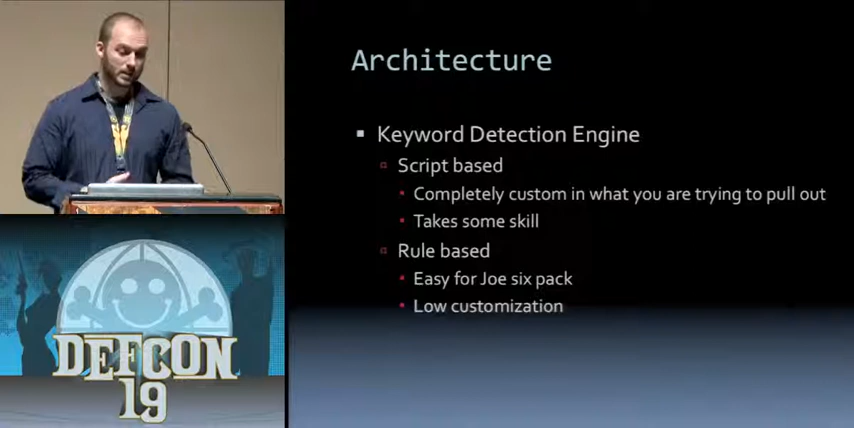 Architecture
Keyword Detection Engine
Script based
Completely custom in what you are trying to pull out
Takes some skill
Rule based
Easy for Joe six pack
Low customization
DEFCON
19